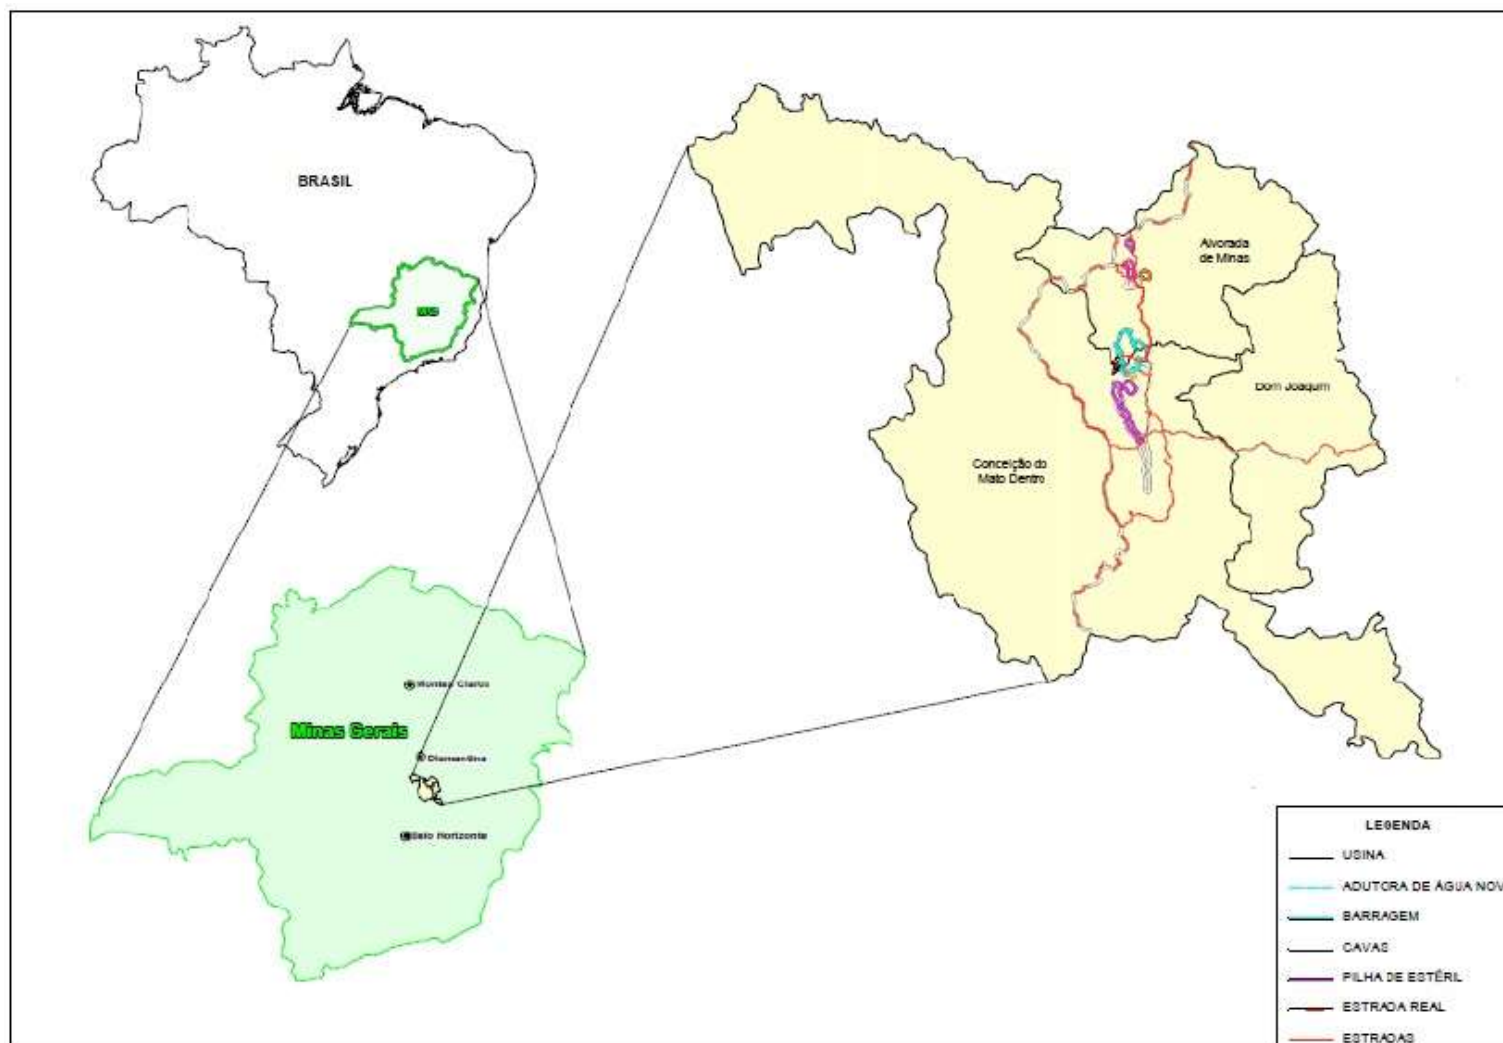 BRASIL
MG
Alvorada
de Minas
Dom Joaquim
Conceição do
Mato Dentro
Montes Claros
Minas Gerais
Diamantina
Belo Horizonte
LEGENDA
USINA
ADUTORA DE ÁGUA NOV
BARRAGEM
CAVAS
PILHA DE ESTÉRIL
ESTRADA REAL
ESTRADAS